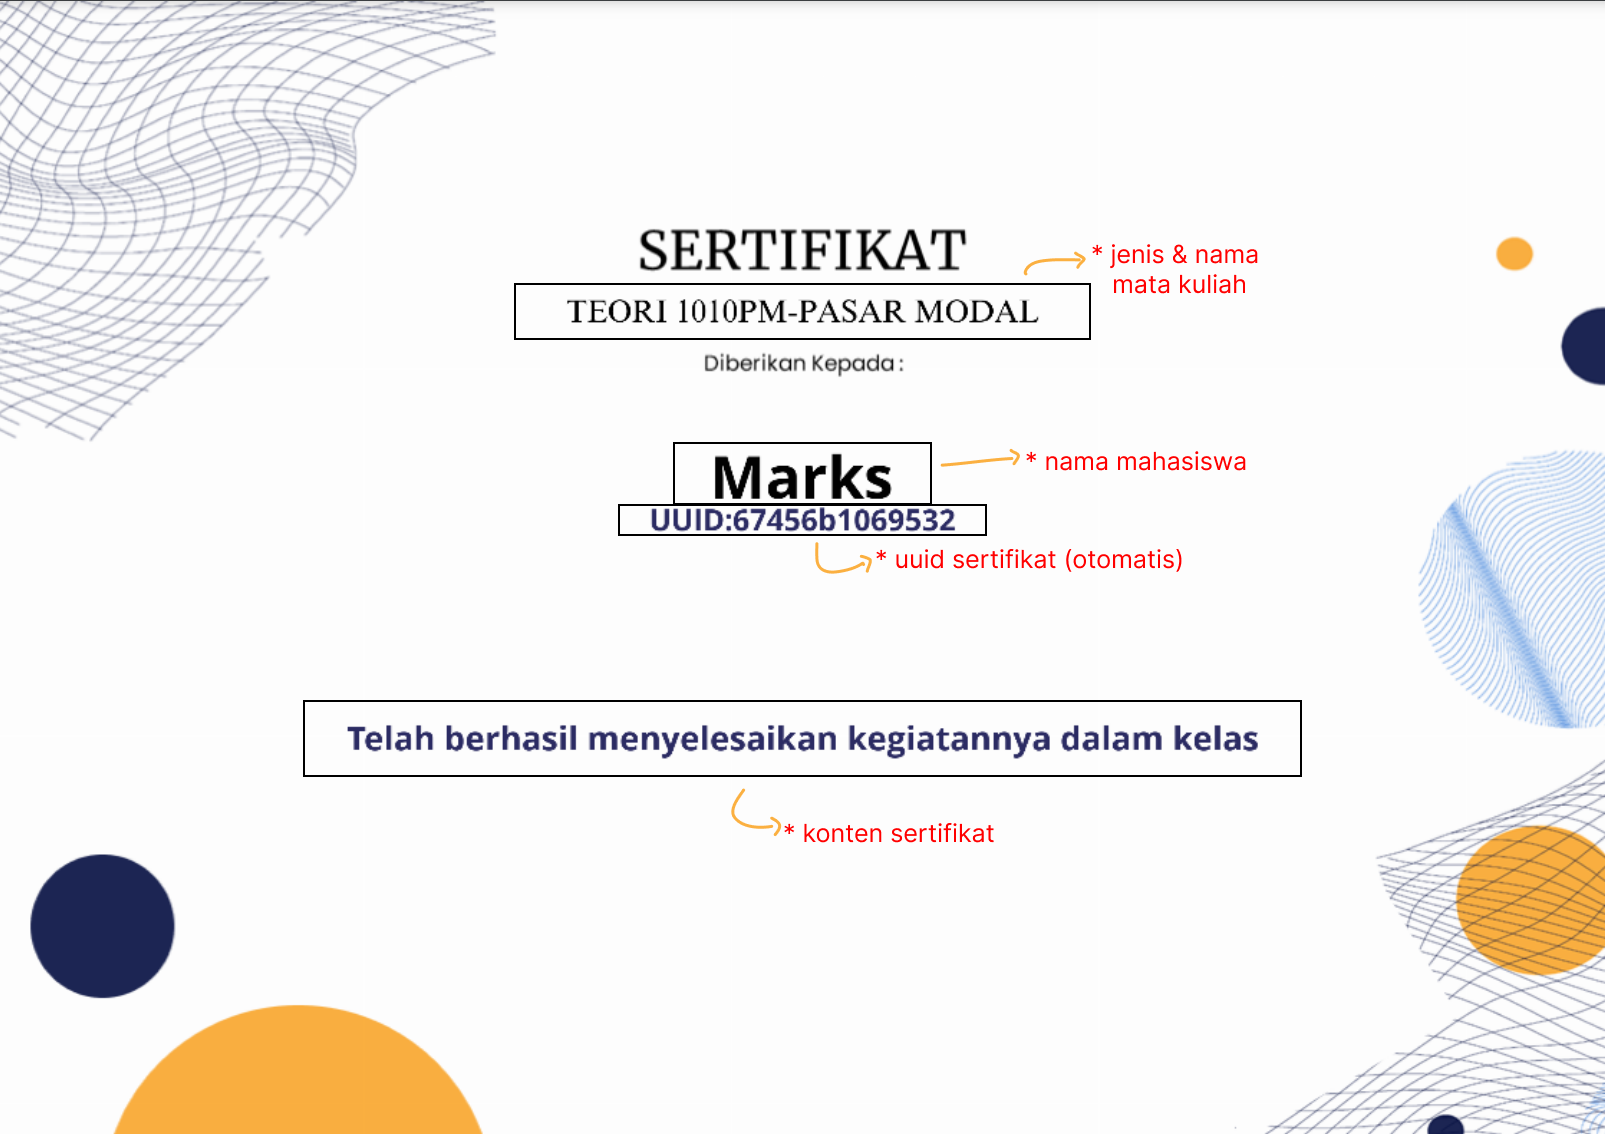 SERTIFIKAT
* jenis & nama
mata kuliah
TEORI 1010PM-PASAR MODAL
Diberikan Kepada :
Marks
* nama mahasiswa
UUID:67456b1069532
* uuid sertifikat (otomatis)
Telah berhasil menyelesaikan kegiatannya dalam kelas
* konten sertifikat